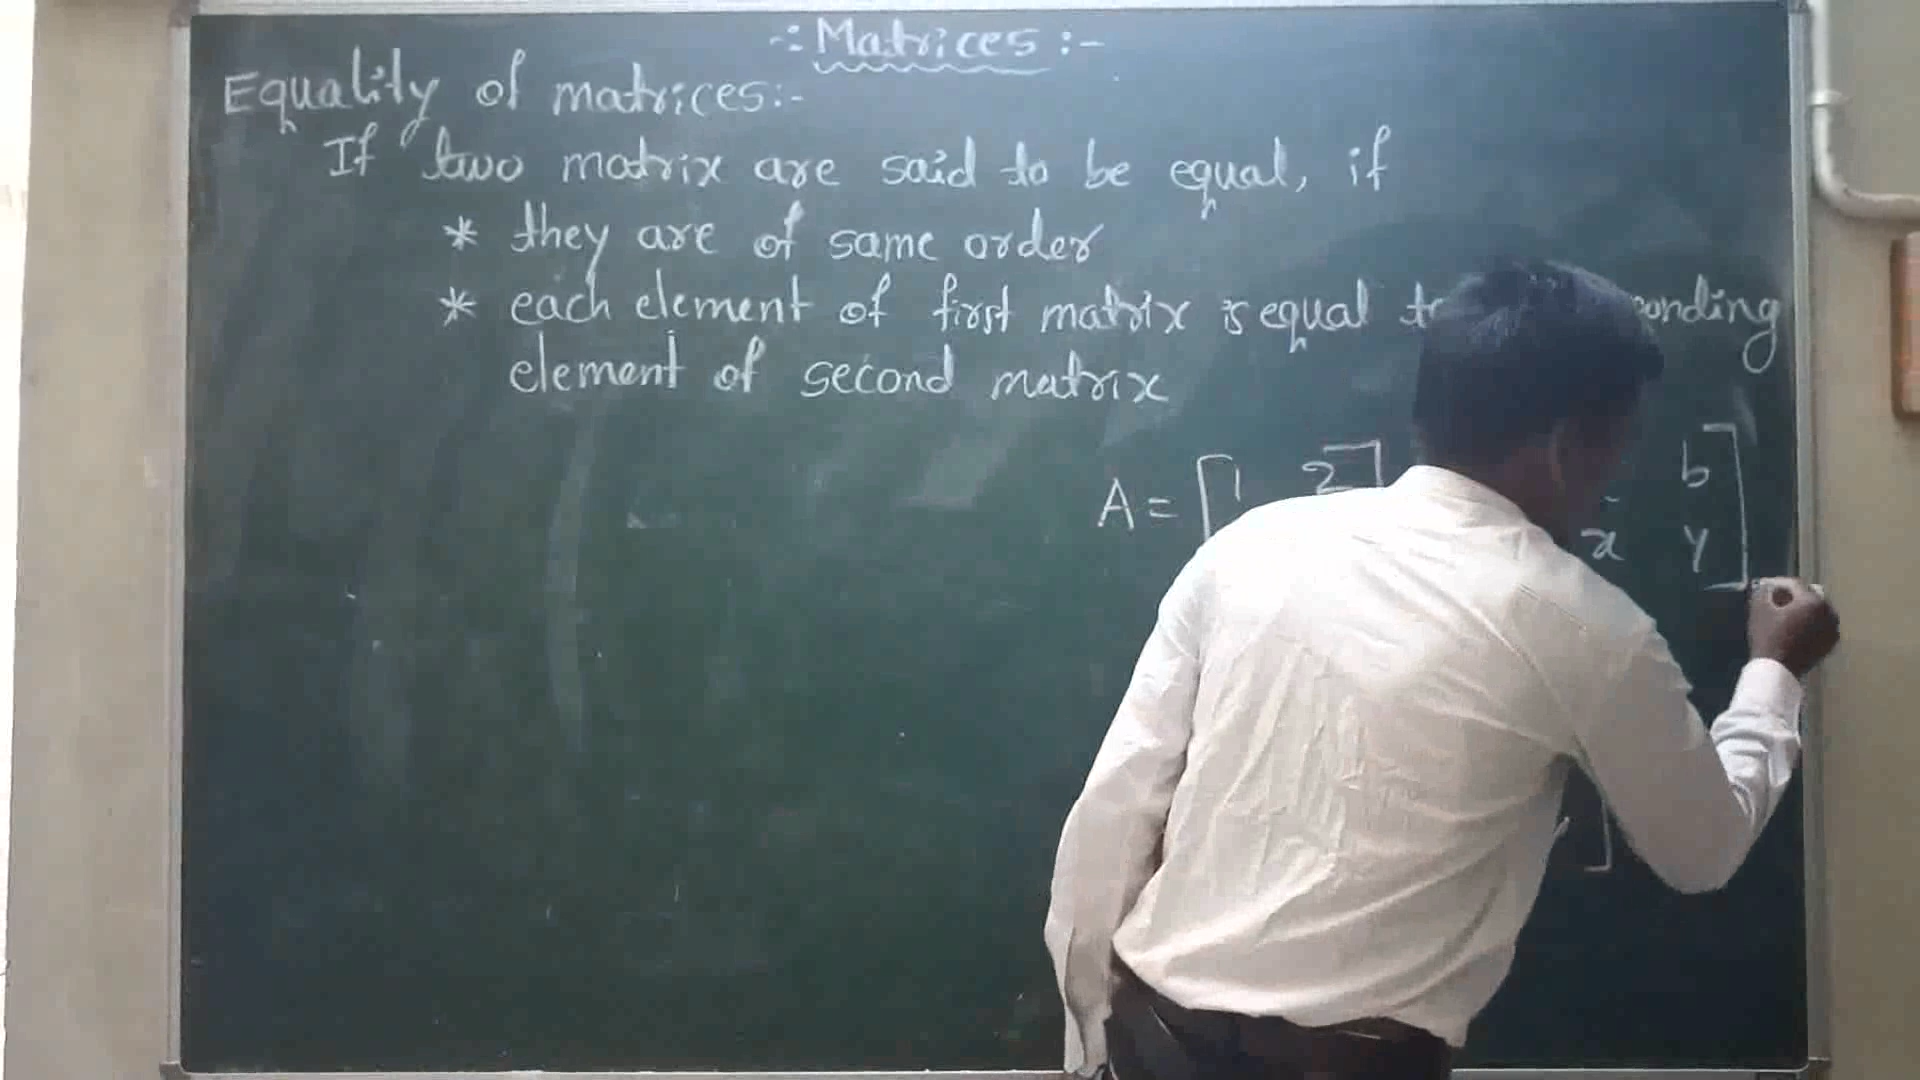 -: Matrices :-
Equality of matrices:-
If two matrix are said to be equal, if
* they are of same order
* each element of first matrix is equal
element of second matrix
A = [1 2] b]
x y